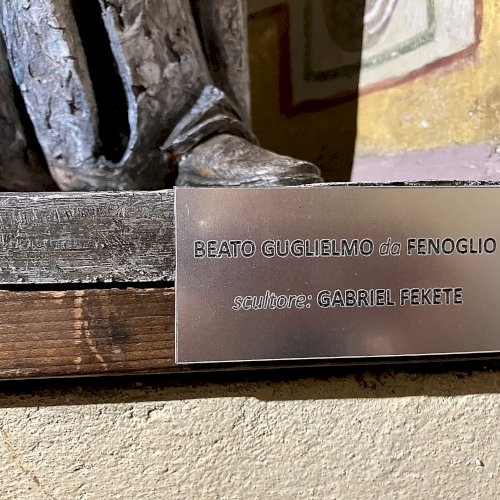 BEATO GUGLIELMO da FENOGLIO
scultore: GABRIEL FEKETE